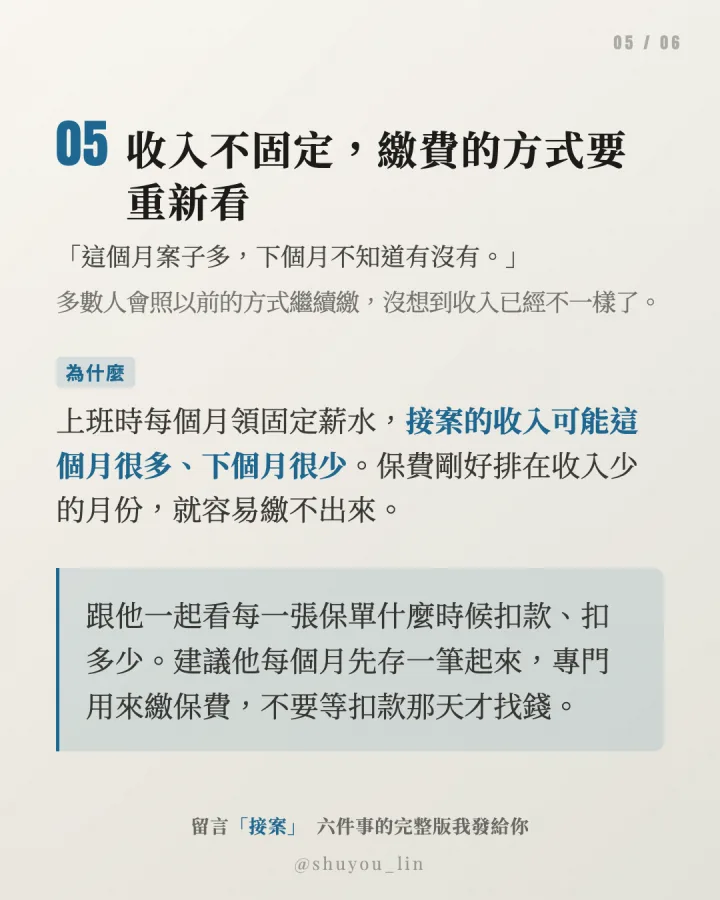 05 / 06
05 收入不固定，繳費的方式要
重新看
「這個月案子多，下個月不知道有沒有。」
多數人會照以前的方式繼續繳，沒想到收入已經不一樣了。
為什麼
上班時每個月領固定薪水，接案的收入可能這
個月很多、下個月很少。保費剛好排在收入少
的月份，就容易繳不出來。
跟他一起看每一張保單什麼時候扣款、扣
多少。建議他每個月先存一筆起來，專門
用來繳保費，不要等扣款那天才找錢。
留言「接案」 六件事的完整版我發給你
@shuyou_lin